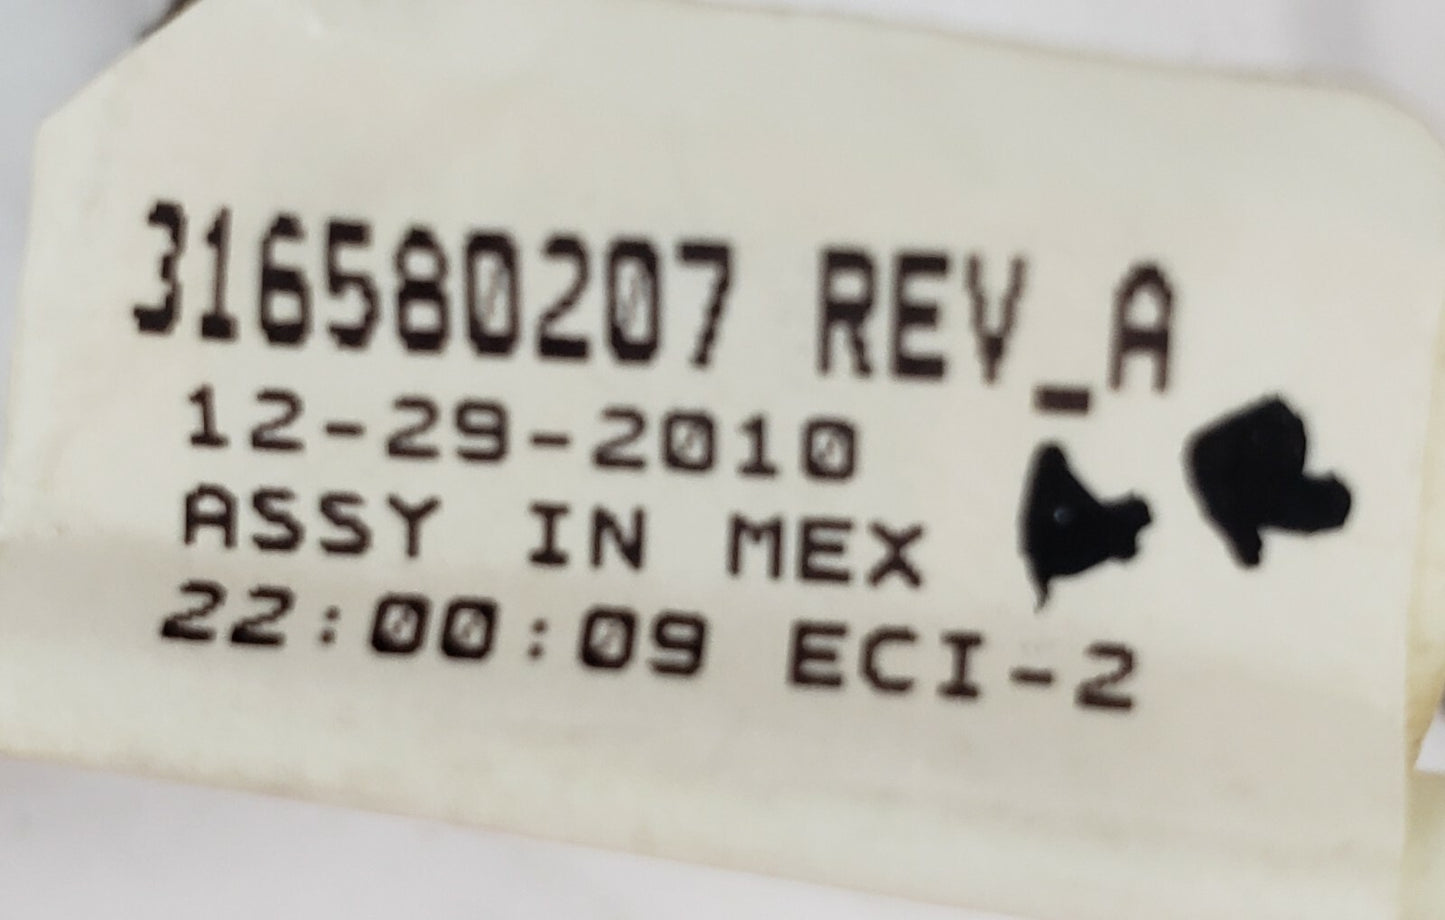 316580207 REV_A
12-29-2010
ASSY IN MEX
22:00:09 ECI-2